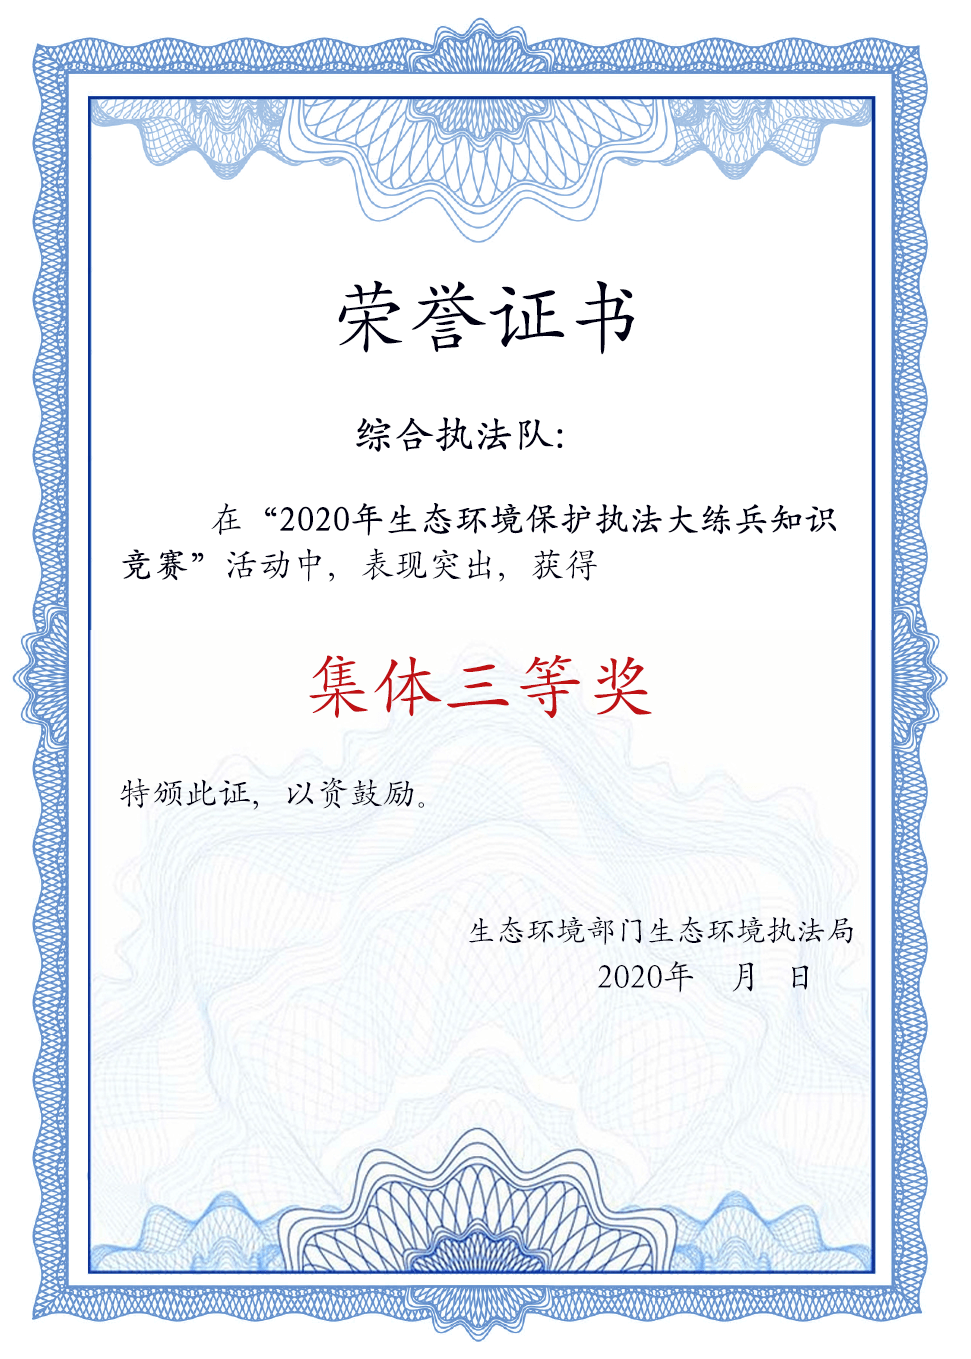 荣誉证书
综合执法队：
在“2020年生态环境保护执法大练兵知识
竞赛”活动中，表现突出，获得
集体三等奖
特颁此证，以资鼓励。
生态环境部门生态环境执法局
2020年 月 日